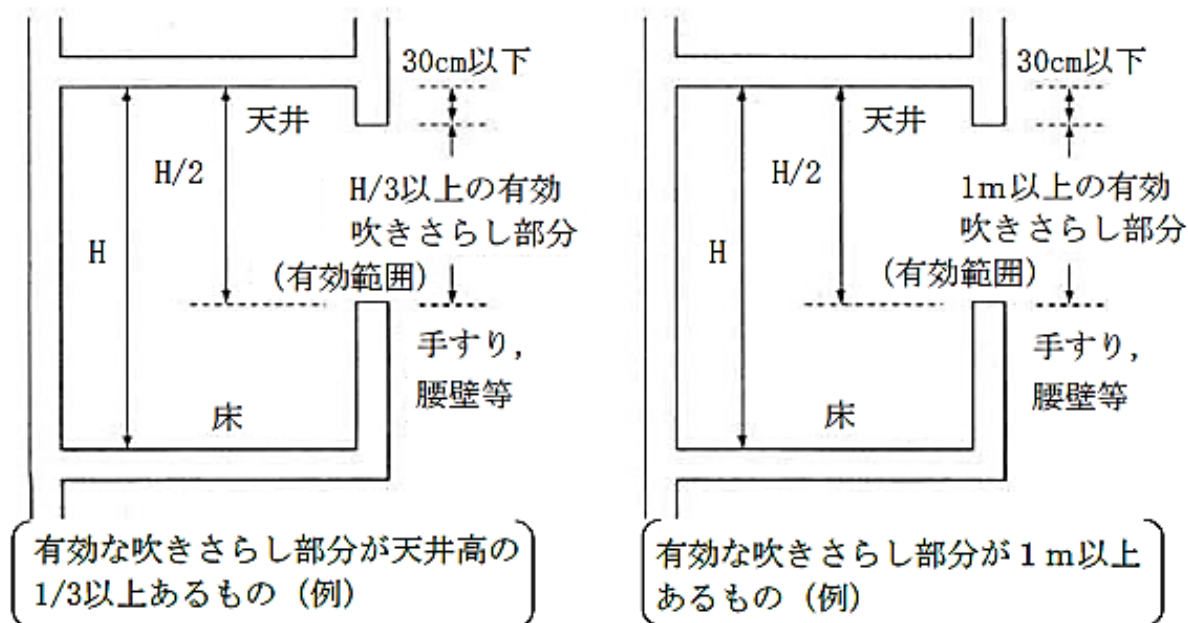 30cm以下
天井
H/2
H/3以上の有効
吹きさらし部分
(有効範囲)
H
手すり,
腰壁等
床
有効な吹きさらし部分が天井高の
1/3以上あるもの (例)
30cm以下
天井
H/2
1m以上の有効
吹きさらし部分
(有効範囲)
H
手すり,
腰壁等
床
有効な吹きさらし部分が1m以上
あるもの (例)